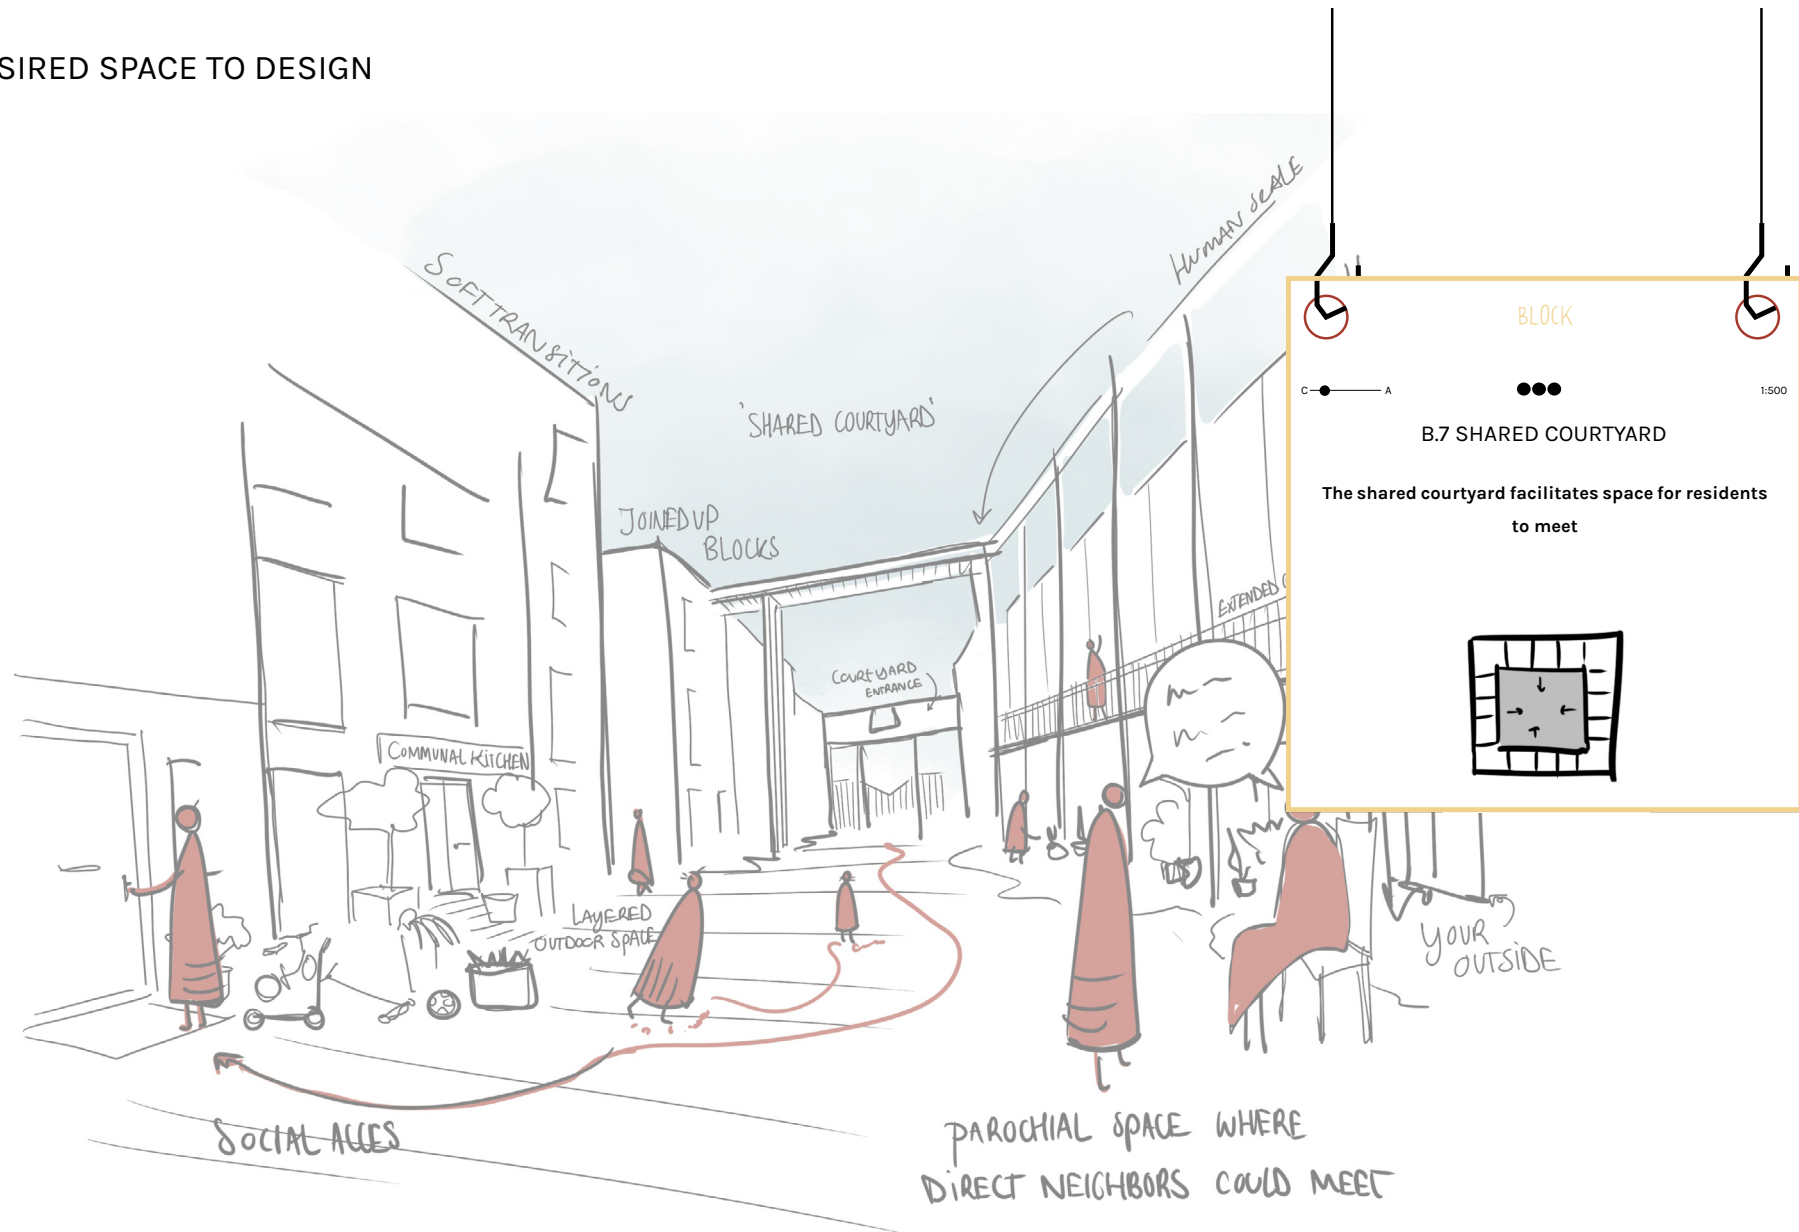 SIRED SPACE TO DESIGN
SOFT TRANSITIONS
HUMAN SCALE
'SHARED COURTYARD'
JOINED UP
BLOCKS
EXTENDED
COURTYARD
ENTRANCE
COMMUNAL KITCHEN
LAYERED
OUTDOOR SPACE
YOUR
OUTSIDE
SOCIAL ACCES
PAROCHIAL SPACE WHERE
DIRECT NEIGHBORS COULD MEET
BLOCK
C A 1:500
B.7 SHARED COURTYARD
The shared courtyard facilitates space for residents
to meet